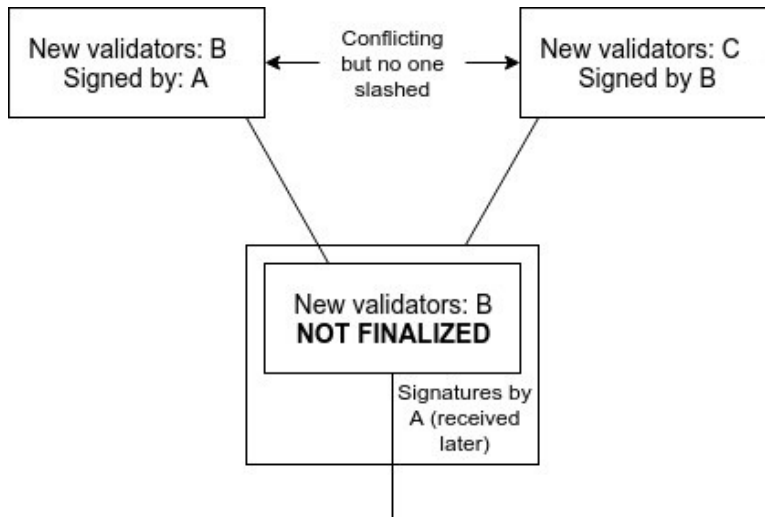 New validators: B
Signed by: A
Conflicting
but no one
slashed
New validators: C
Signed by B
New validators: B
NOT FINALIZED
Signatures by
A (received
later)